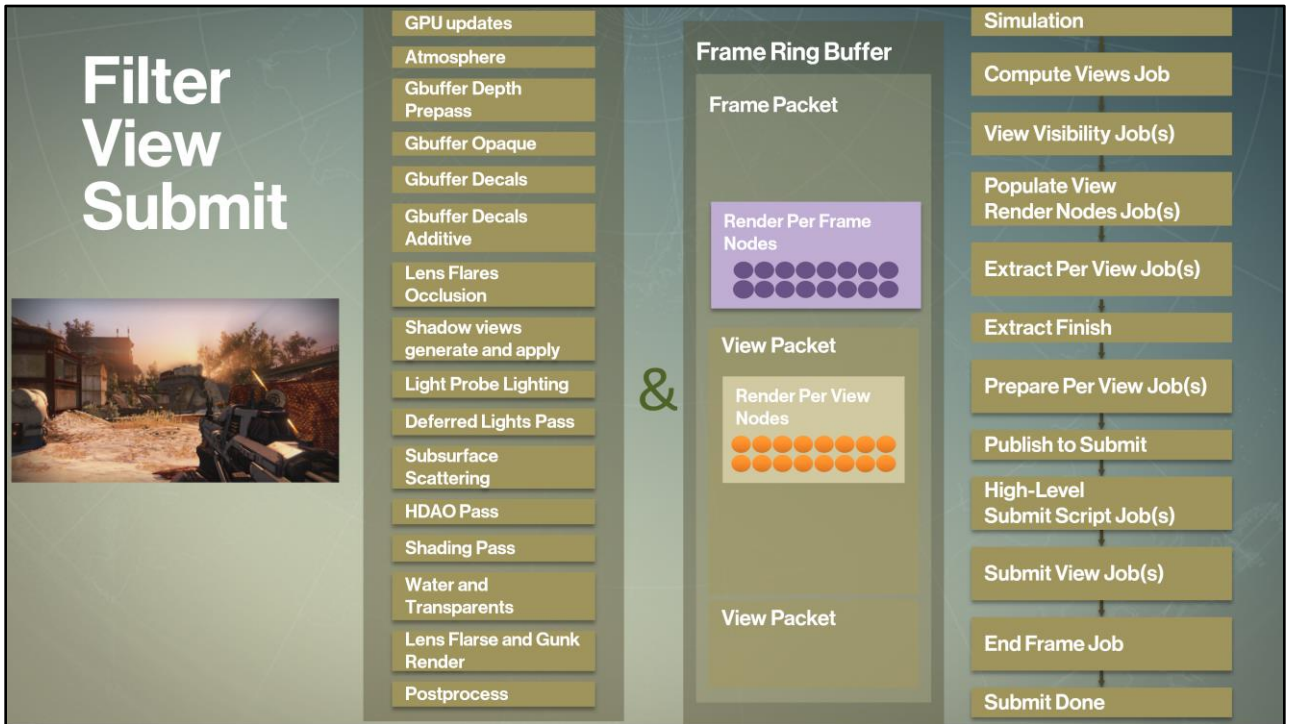 Filter
View
Submit
GPU updates
Atmosphere
Gbuffer Depth
Prepass
Gbuffer Opaque
Gbuffer Decals
Gbuffer Decals
Additive
Lens Flares
Occlusion
Shadow views
generate and apply
Light Probe Lighting
Deferred Lights Pass
Subsurface
Scattering
HDAO Pass
Shading Pass
Water and
Transparents
Lens Flarse and Gunk
Render
Postprocess
&
Frame Ring Buffer
Frame Packet
Render Per Frame
Nodes
View Packet
Render Per View
Nodes
View Packet
Simulation
Compute Views Job
View Visibility Job(s)
Populate View
Render Nodes Job(s)
Extract Per View Job(s)
Extract Finish
Prepare Per View Job(s)
Publish to Submit
High-Level
Submit Script Job(s)
Submit View Job(s)
End Frame Job
Submit Done